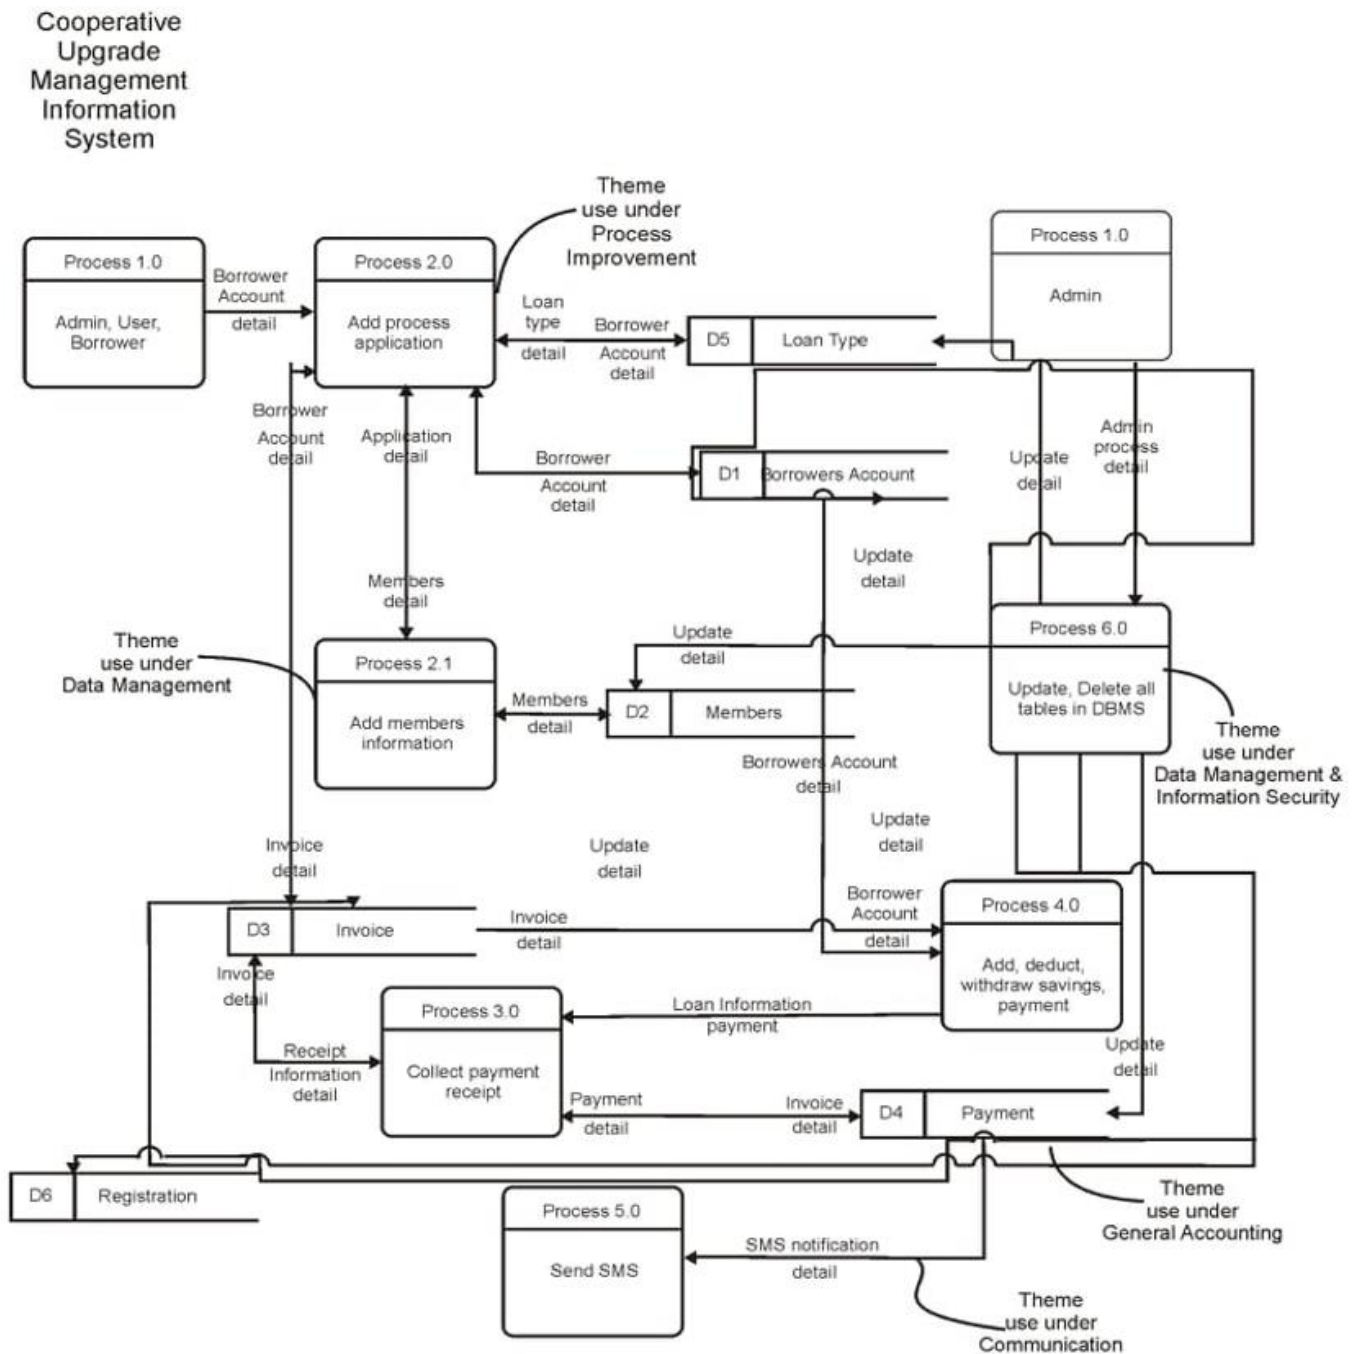 Cooperative
Upgrade
Management
Information
System
Theme
use under
Process
Improvement
Process 1.0
Admin, User,
Borrower
Borrower
Account
detail
Process 2.0
Add process
application
Loan
type
detail
Borrower
Account
detail
D5
Loan Type
Process 1.0
Admin
Borrower
Account
detail
Application
detail
Borrower
Account
detail
D1
Borrowers Account
Update
detail
Admin
process
detail
Update
detail
Members
detail
Theme
use under
Data Management
Process 2.1
Add members
information
Update
detail
Members
detail
D2
Members
Process 6.0
Update, Delete all
tables in DBMS
Theme
use under
Data Management &
Information Security
Borrowers Account
detail
Update
detail
Invoice
detail
Update
detail
D3
Invoice
Invoice
detail
Borrower
Account
detail
Process 4.0
Add, deduct,
withdraw savings,
payment
Invoice
detail
Process 3.0
Collect payment
receipt
Loan Information
payment
Receipt
Information
detail
Update
detail
Payment
detail
Invoice
detail
D4
Payment
D6
Registration
Process 5.0
Send SMS
SMS notification
detail
Theme
use under
General Accounting
Theme
use under
Communication